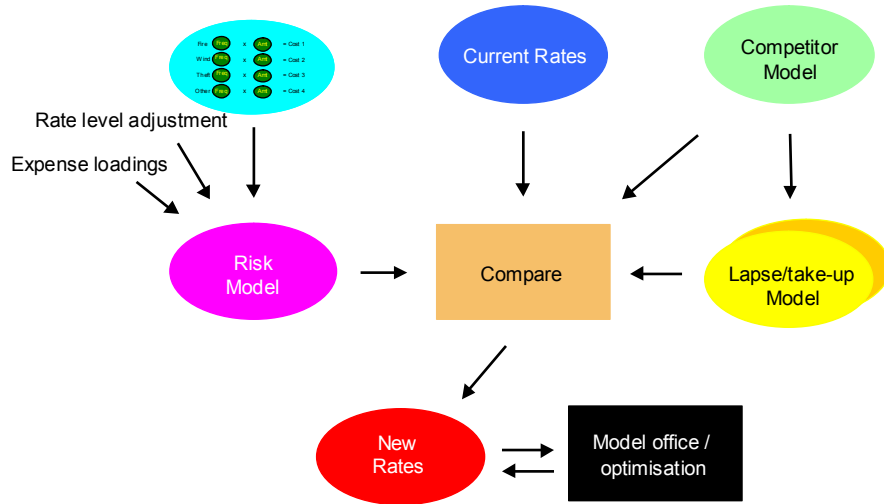 Fire Freq x Amt = Cost 1
Wind Freq x Amt = Cost 2
Theft Freq x Amt = Cost 3
Other Freq x Amt = Cost 4
Current Rates
Competitor
Model
Rate level adjustment
Expense loadings
Risk
Model
Compare
Lapse/take-up
Model
New
Rates
Model office /
optimisation